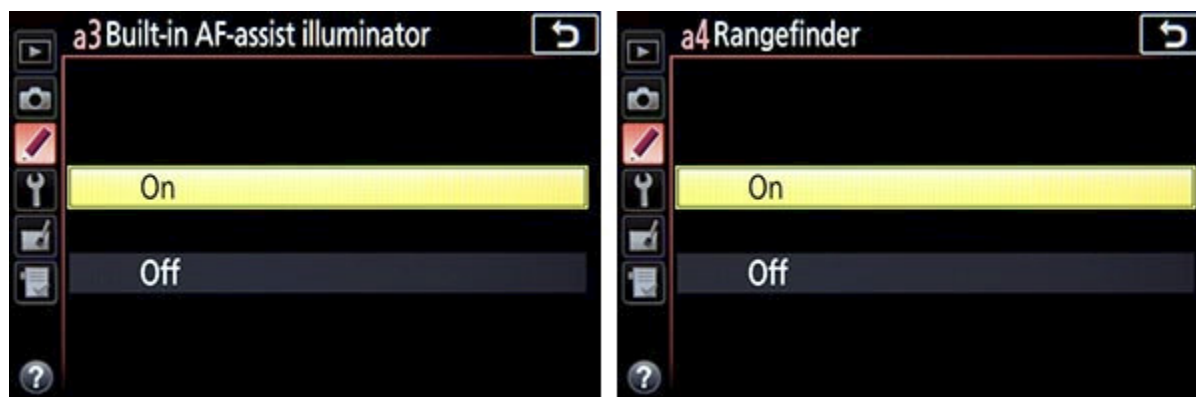 a3 Built-in AF-assist illuminator
On
Off
?
a4 Rangefinder
On
Off
?